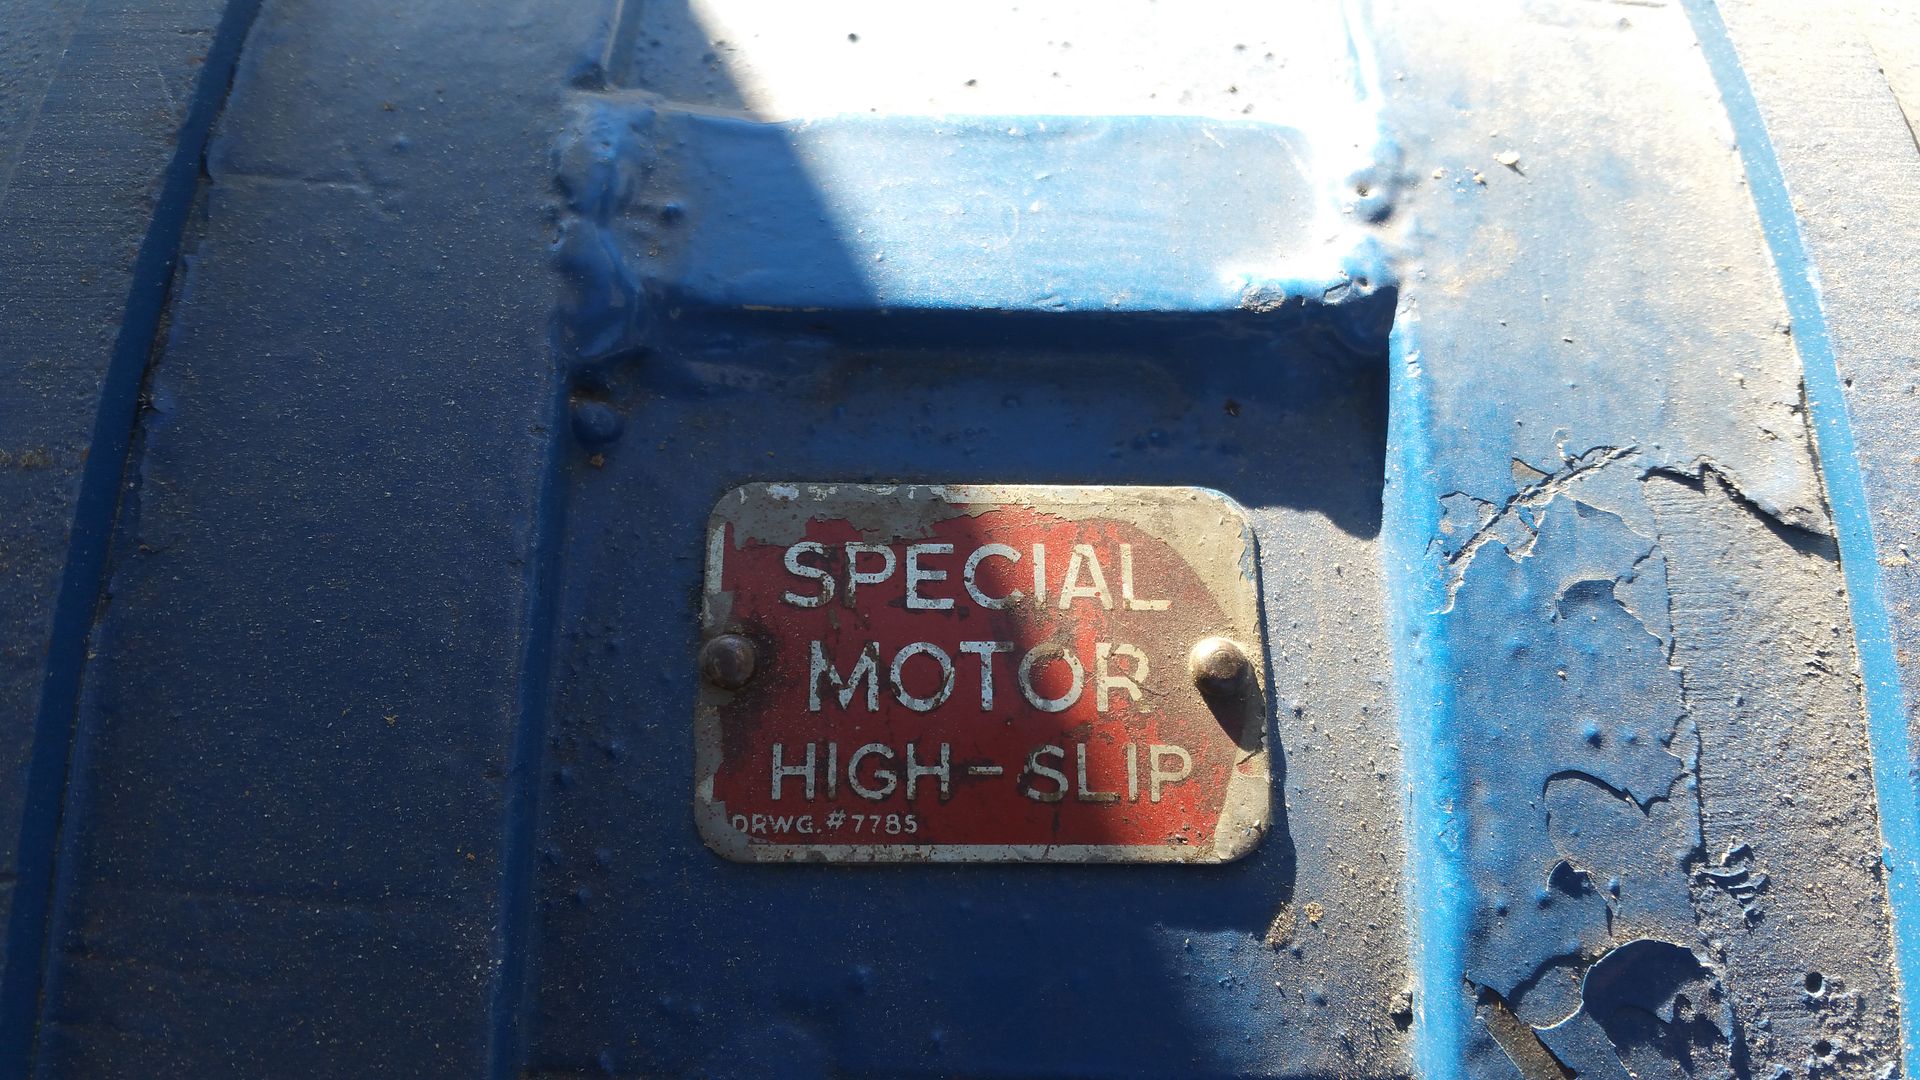 SPECIAL
MOTOR
HIGH-SLIP
DRWG.#7785